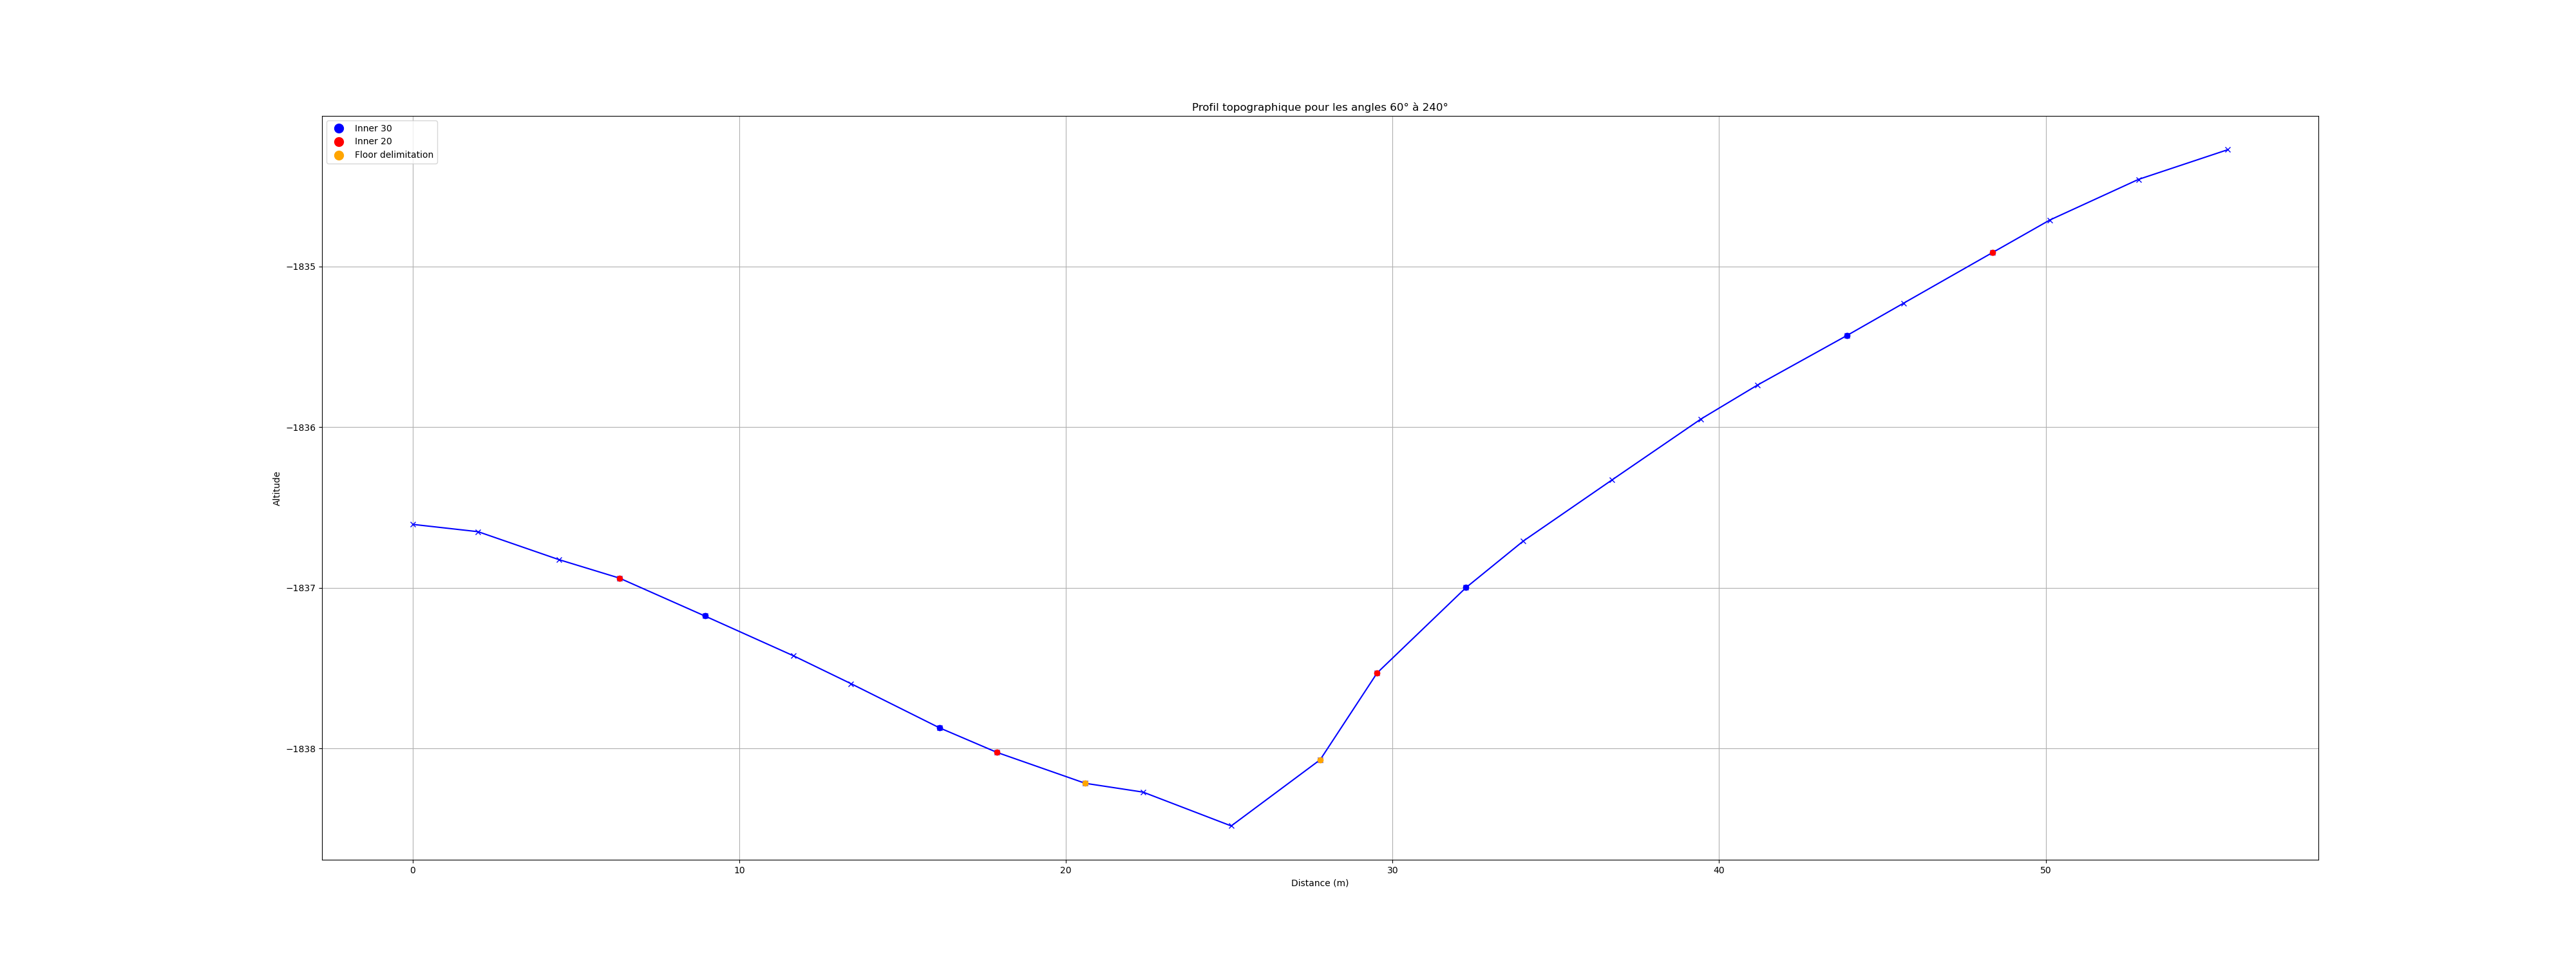 Profil topographique pour les angles 60° à 240°
Inner 30
Inner 20
Floor delimitation
−1835
−1836
−1837
−1838
Altitude
0 10 20 30 40 50
Distance (m)